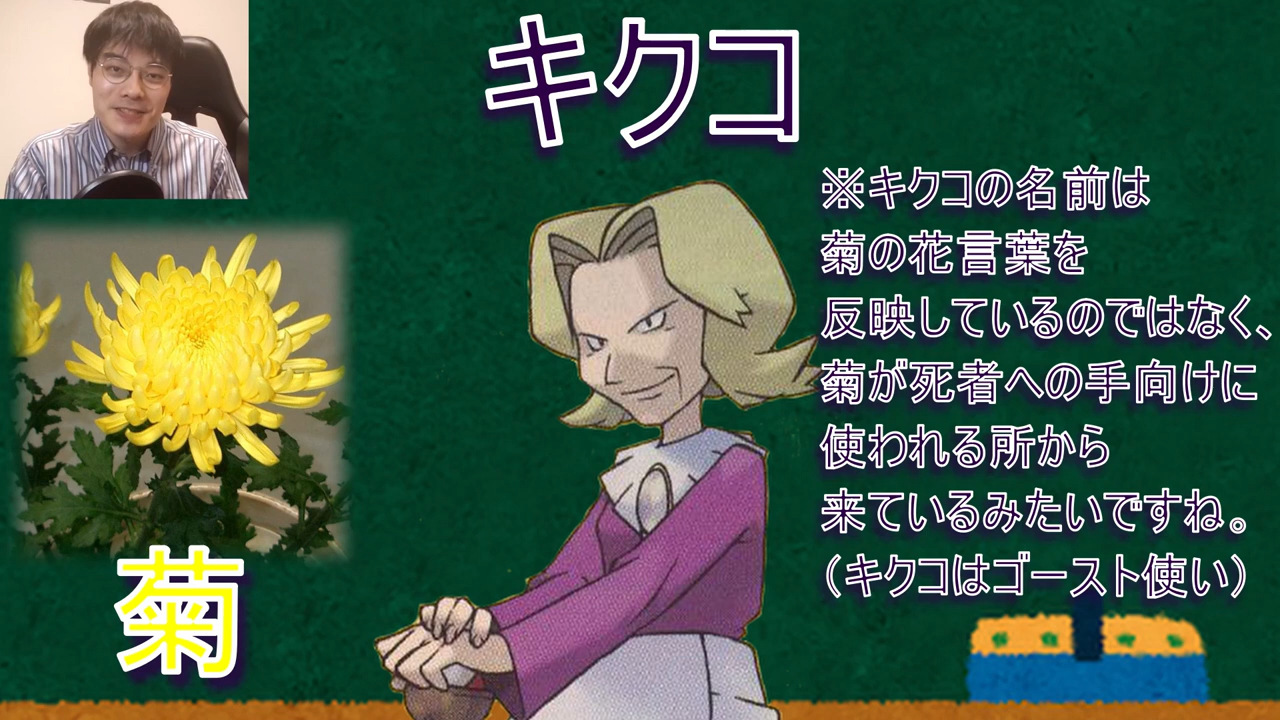 キクコ
※キクコの名前は
菊の花言葉を
反映しているのではなく、
菊が死者への手向けに
使われる所から
来ているみたいですね。
（キクコはゴースト使い）
菊